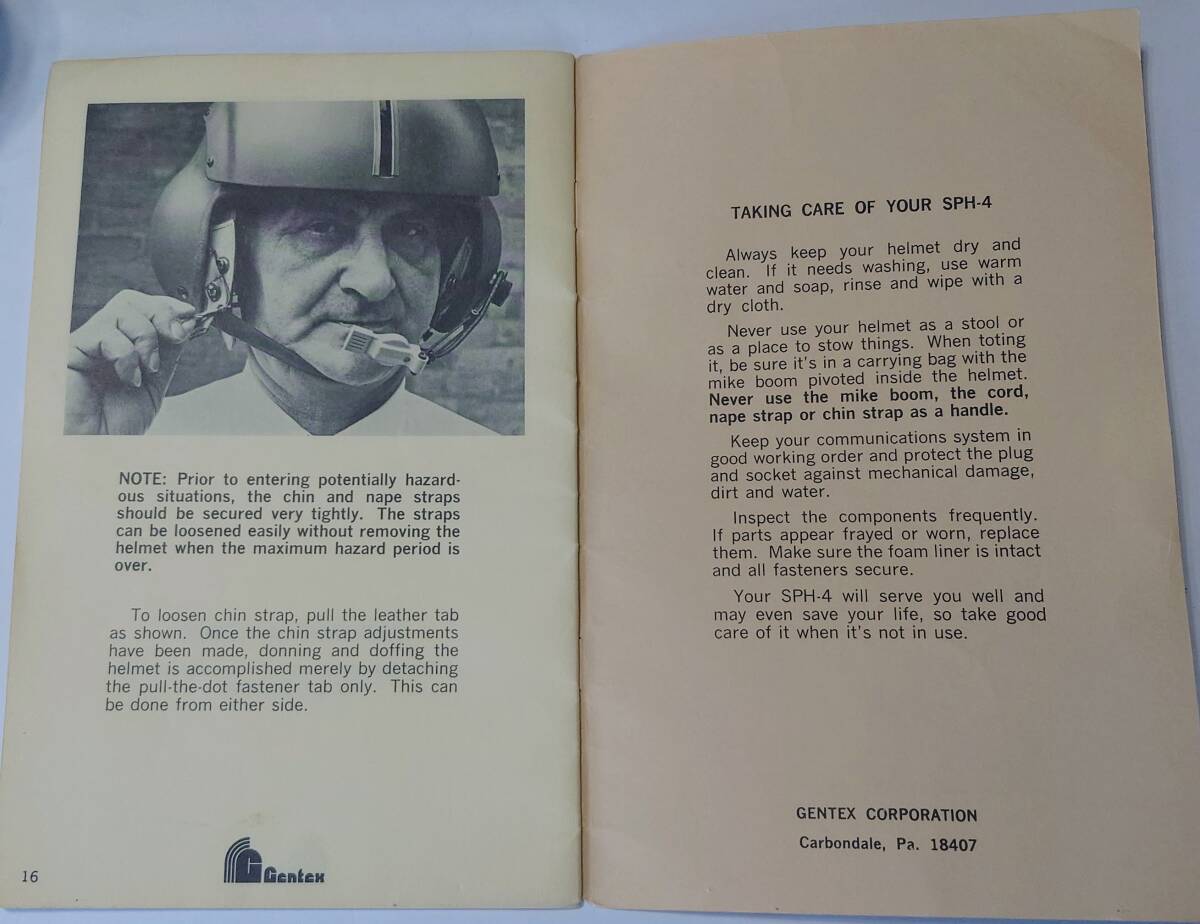 NOTE: Prior to entering potentially hazard-
ous situations, the chin and nape straps
should be secured very tightly. The straps
can be loosened easily without removing the
helmet when the maximum hazard period is
over.
To loosen chin strap, pull the leather tab
as shown. Once the chin strap adjustments
have been made, donning and doffing the
helmet is accomplished merely by detaching
the pull-the-dot fastener tab only. This can
be done from either side.
G Gentex
16
TAKING CARE OF YOUR SPH-4
Always keep your helmet dry and
clean. If it needs washing, use warm
water and soap, rinse and wipe with a
dry cloth.
Never use your helmet as a stool or
as a place to stow things. When toting
it, be sure it's in a carrying bag with the
mike boom pivoted inside the helmet.
Never use the mike boom, the cord,
nape strap or chin strap as a handle.
Keep your communications system in
good working order and protect the plug
and socket against mechanical damage,
dirt and water.
Inspect the components frequently.
If parts appear frayed or worn, replace
them. Make sure the foam liner is intact
and all fasteners secure.
Your SPH-4 will serve you well and
may even save your life, so take good
care of it when it's not in use.
GENTEX CORPORATION
Carbondale, Pa. 18407